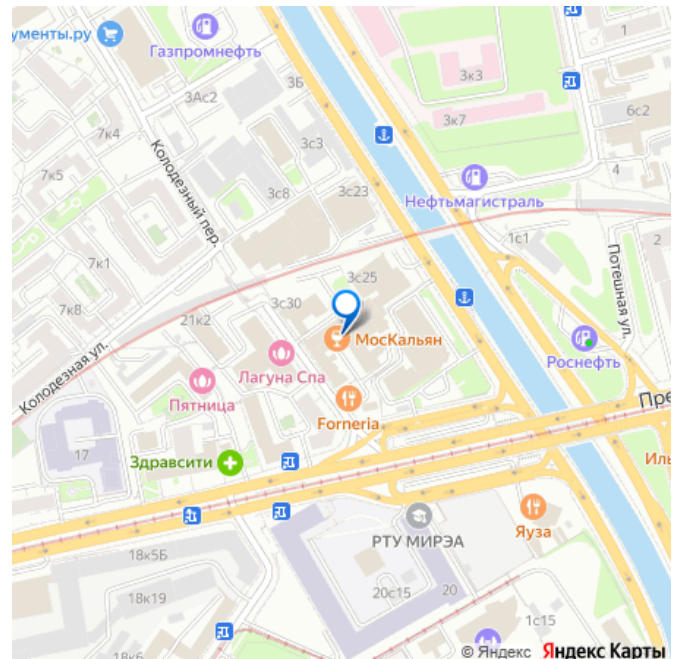 ументы.ру
Газпромнефть
1
3к3
3Б
3Ас2
6с2
7к4
3к7
3с3
7к5
4
Колодезный пер.
3с8
3с23
Нефтьмагистраль
1с1
2
7к1
Потешная ул.
3с25
3с30
7к8
21к2
МосКальян
Роснефть
Лагуна Спа
Колодезная ул.
Пятница
Пре
Forneria
17
Здравсити
Иль
РТУ МИРЭА
Яуза
18к5Б
20с15
20
18к19
1с15
18к6
© Яндекс Яндекс Карты